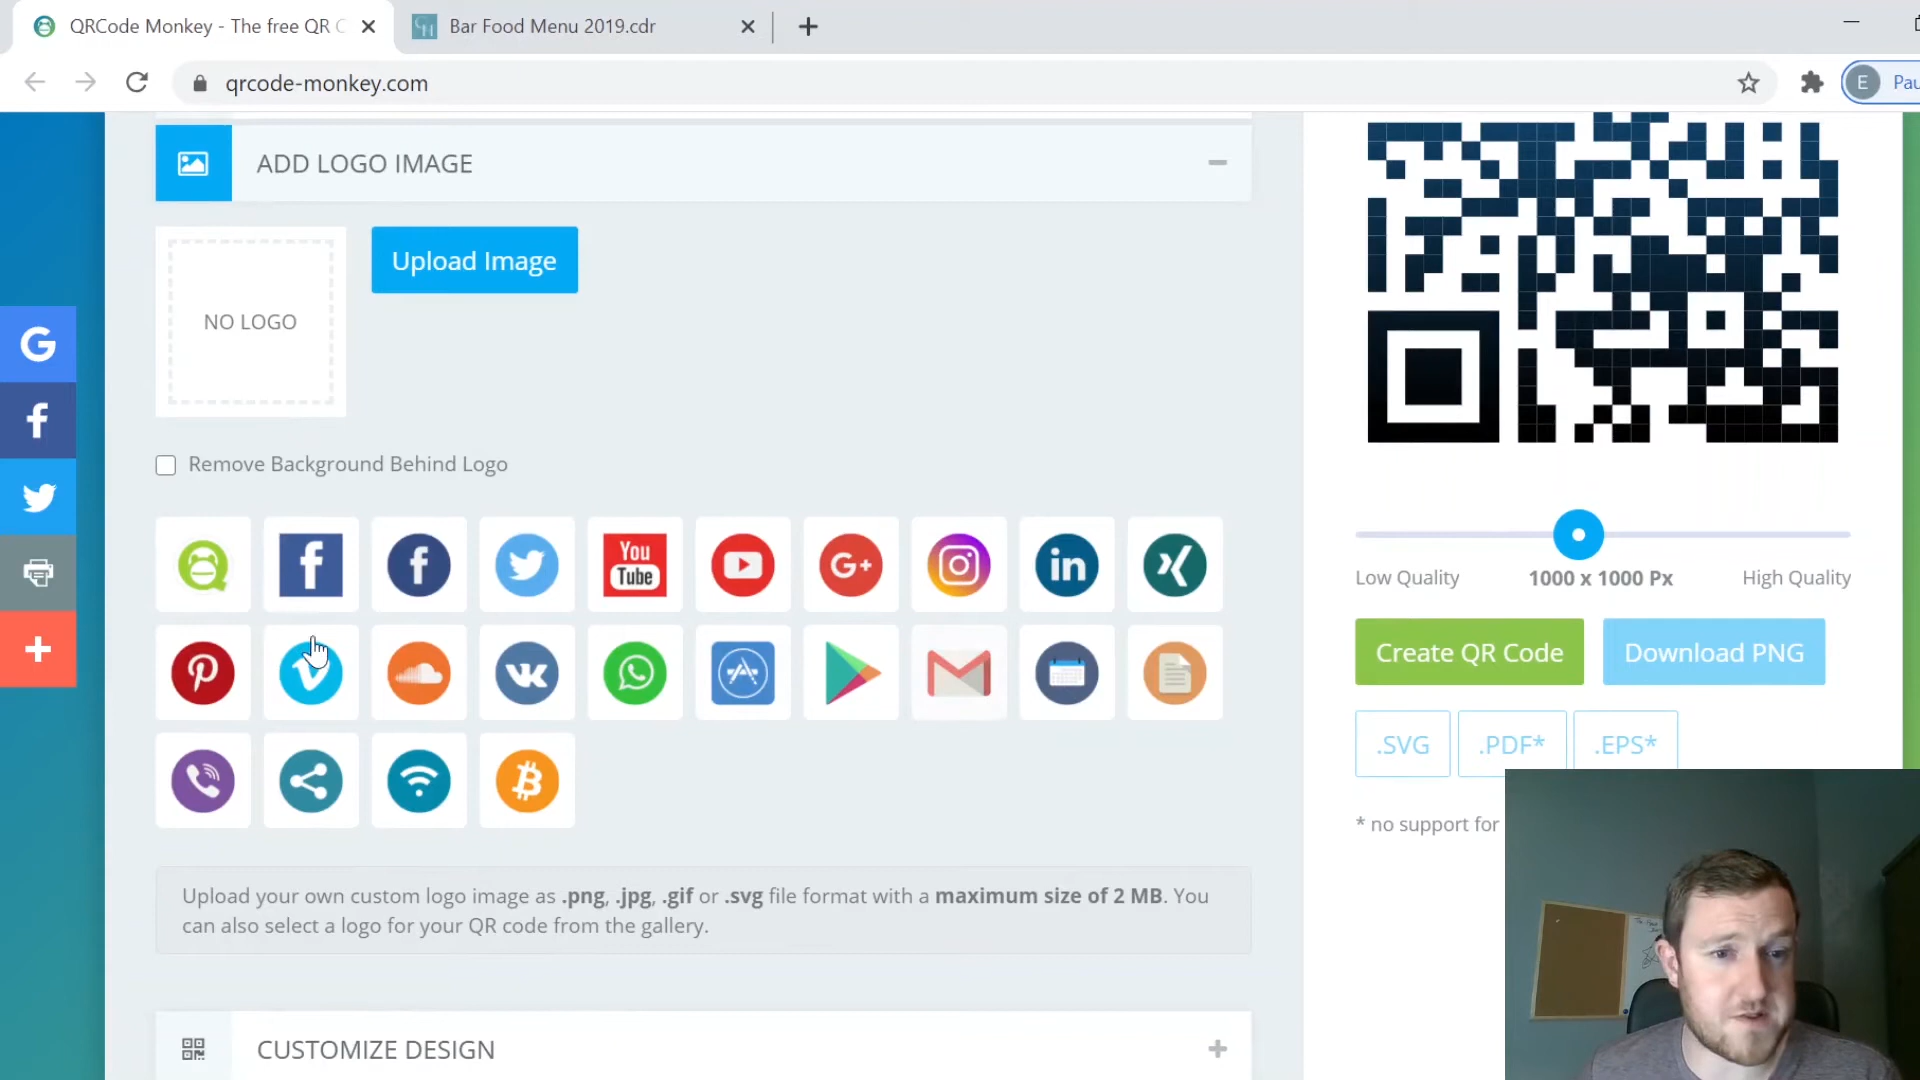 QRCode Monkey - The free QR C
Bar Food Menu 2019.cdr
qrcode-monkey.com
E Pau
ADD LOGO IMAGE
Upload Image
NO LOGO
Remove Background Behind Logo
You
Tube
G+
in
Low Quality
1000 x 1000 Px
High Quality
Create QR Code
Download PNG
.SVG
.PDF*
.EPS*
* no support for
Upload your own custom logo image as .png, .jpg, .gif or .svg file format with a maximum size of 2 MB. You
can also select a logo for your QR code from the gallery.
CUSTOMIZE DESIGN